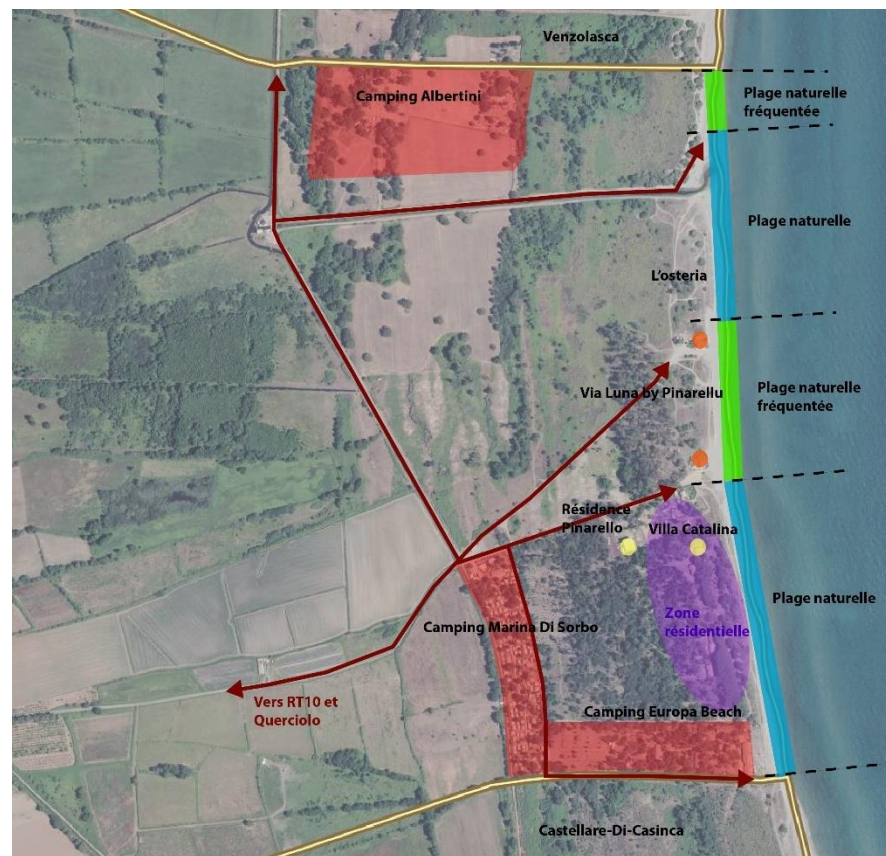 Venzolasca
Camping Albertini
Plage naturelle
fréquentée
Plage naturelle
L'osteria
Via Luna by Pinarellu
Plage naturelle
fréquentée
Résidence
Pinarello
Villa Catalina
Plage naturelle
Zone
résidentielle
Camping Marina Di Sorbo
Vers RT10 et
Querciolo
Camping Europa Beach
Castellare-Di-Casinca